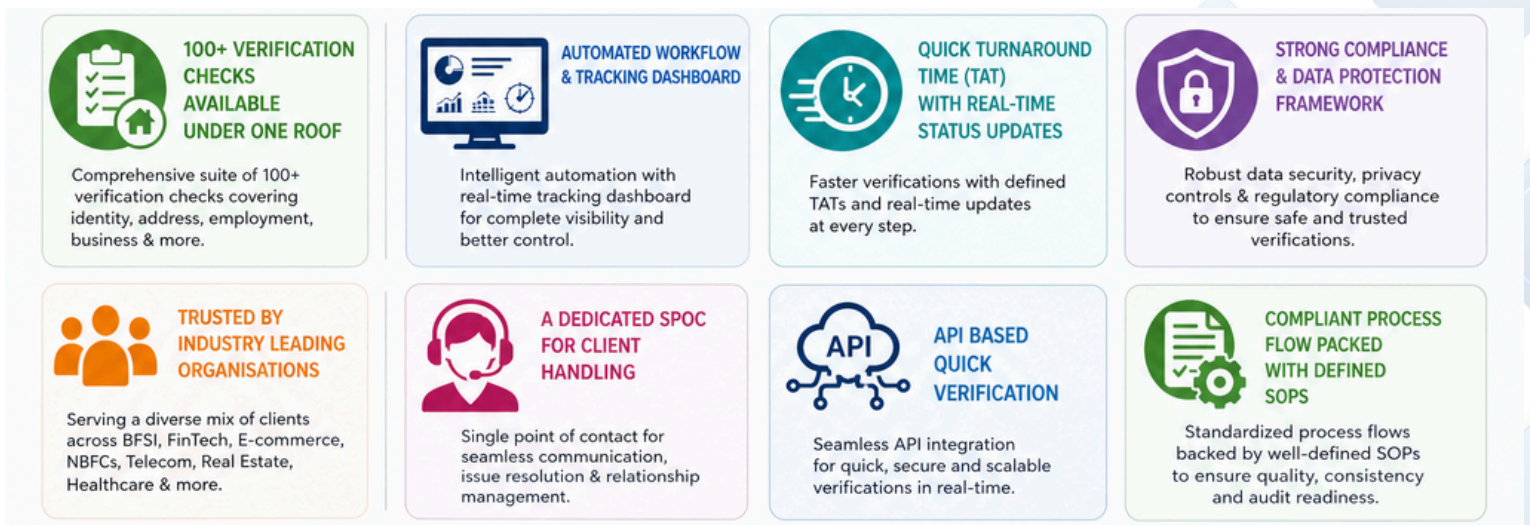 100+ VERIFICATION
CHECKS
AVAILABLE
UNDER ONE ROOF
Comprehensive suite of 100+
verification checks covering
identity, address, employment,
business & more.
AUTOMATED WORKFLOW
& TRACKING DASHBOARD
Intelligent automation with
real-time tracking dashboard
for complete visibility and
better control.
QUICK TURNAROUND
TIME (TAT)
WITH REAL-TIME
STATUS UPDATES
Faster verifications with defined
TATs and real-time updates
at every step.
STRONG COMPLIANCE
& DATA PROTECTION
FRAMEWORK
Robust data security, privacy
controls & regulatory compliance
to ensure safe and trusted
verifications.
TRUSTED BY
INDUSTRY LEADING
ORGANISATIONS
Serving a diverse mix of clients
across BFSI, FinTech, E-commerce,
NBFCs, Telecom, Real Estate,
Healthcare & more.
A DEDICATED SPOC
FOR CLIENT
HANDLING
Single point of contact for
seamless communication,
issue resolution & relationship
management.
API
API BASED
QUICK
VERIFICATION
Seamless API integration
for quick, secure and scalable
verifications in real-time.
COMPLIANT PROCESS
FLOW PACKED
WITH DEFINED
SOPS
Standardized process flows
backed by well-defined SOPs
to ensure quality, consistency
and audit readiness.